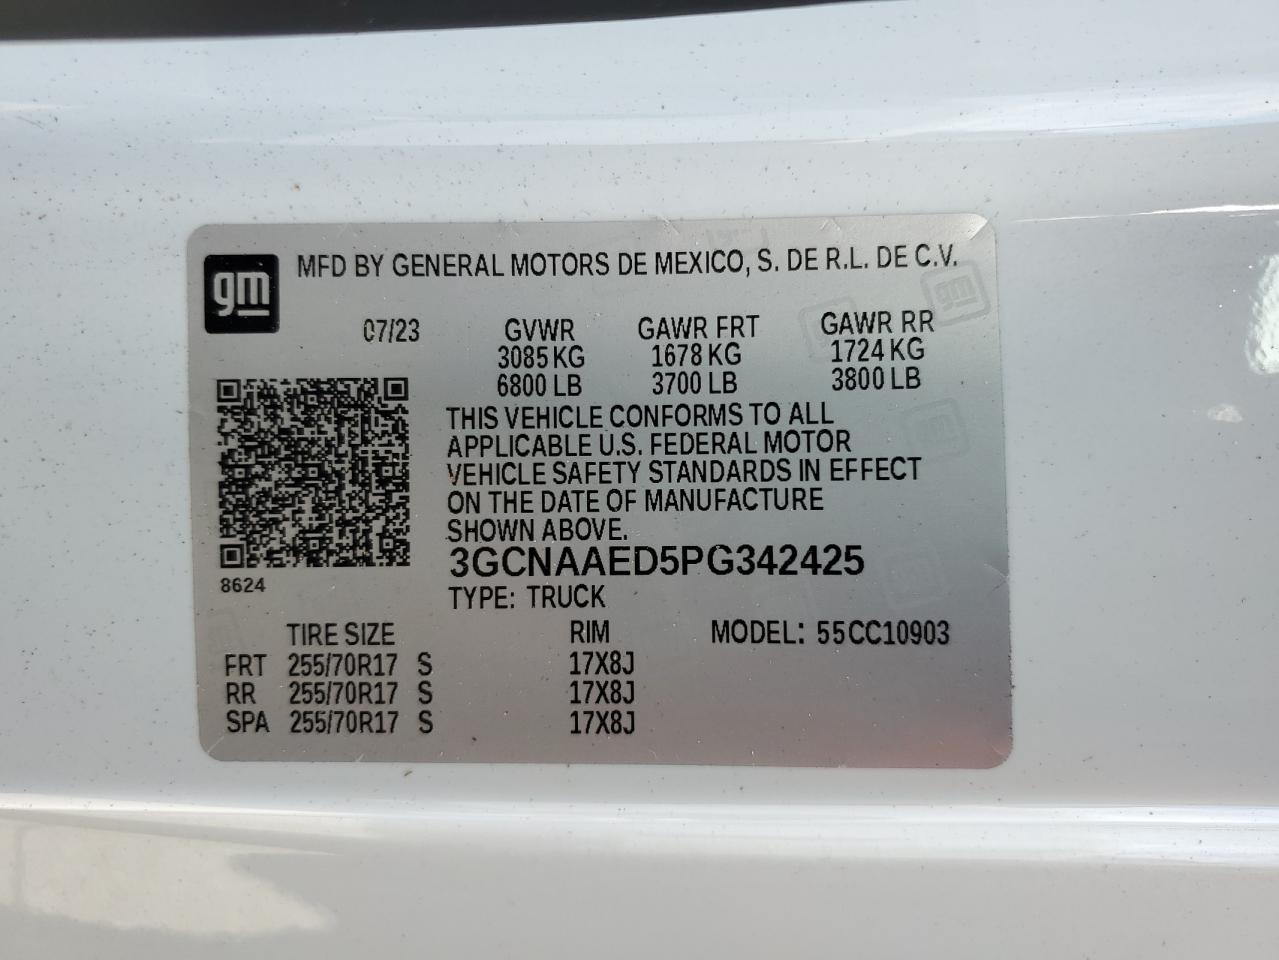 gm
MFD BY GENERAL MOTORS DE MEXICO, S. DE R.L. DE C.V.
07/23 GVWR GAWR FRT GAWR RR
3085 KG 1678 KG 1724 KG
6800 LB 3700 LB 3800 LB
THIS VEHICLE CONFORMS TO ALL
APPLICABLE U.S. FEDERAL MOTOR
VEHICLE SAFETY STANDARDS IN EFFECT
ON THE DATE OF MANUFACTURE
SHOWN ABOVE.
3GCNAAED5PG342425
8624
TYPE: TRUCK
TIRE SIZE RIM MODEL: 55CC10903
FRT 255/70R17 S 17X8J
RR 255/70R17 S 17X8J
SPA 255/70R17 S 17X8J